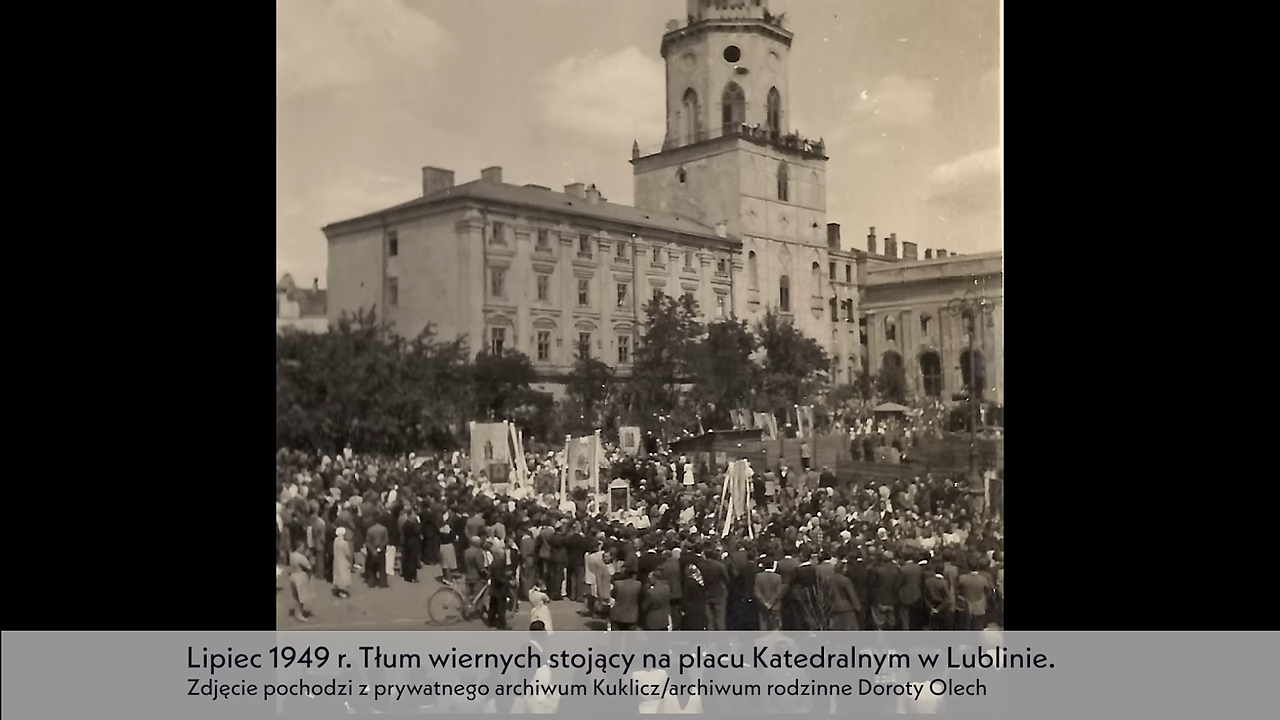 Lipiec 1949 r. Tłum wiernych stojący na placu Katedralnym w Lublinie.
Zdjęcie pochodzi z prywatnego archiwum Kuklicz/archiwum rodzinne Doroty Olech